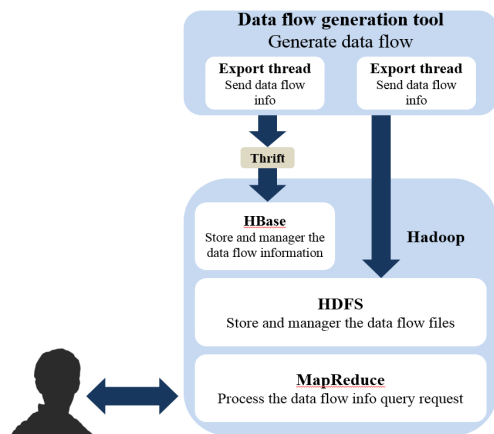 Data flow generation tool
Generate data flow
Export thread
Send data flow
info
Export thread
Send data flow
info
Thrift
HBase
Store and manager the
data flow information
Hadoop
HDFS
Store and manager the data flow files
MapReduce
Process the data flow info query request